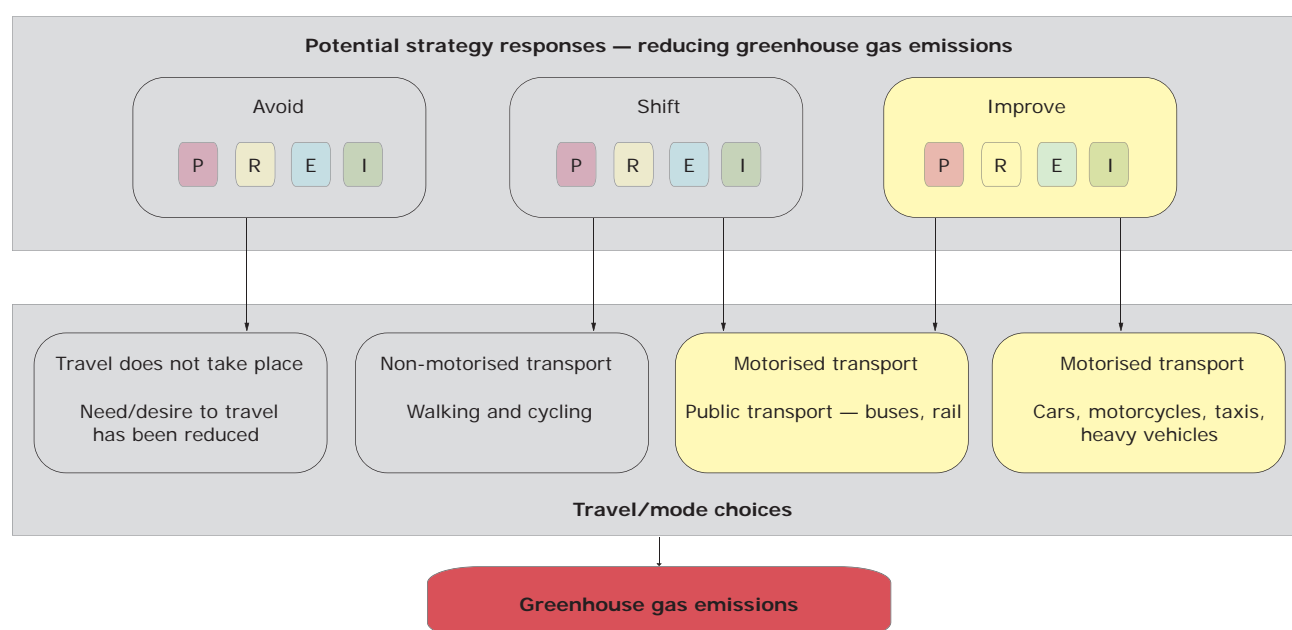 Potential strategy responses — reducing greenhouse gas emissions
Avoid
P R E I
Shift
P R E I
Improve
P R E I
Travel does not take place
Need/desire to travel
has been reduced
Non-motorised transport
Walking and cycling
Motorised transport
Public transport — buses, rail
Motorised transport
Cars, motorcycles, taxis,
heavy vehicles
Travel/mode choices
Greenhouse gas emissions